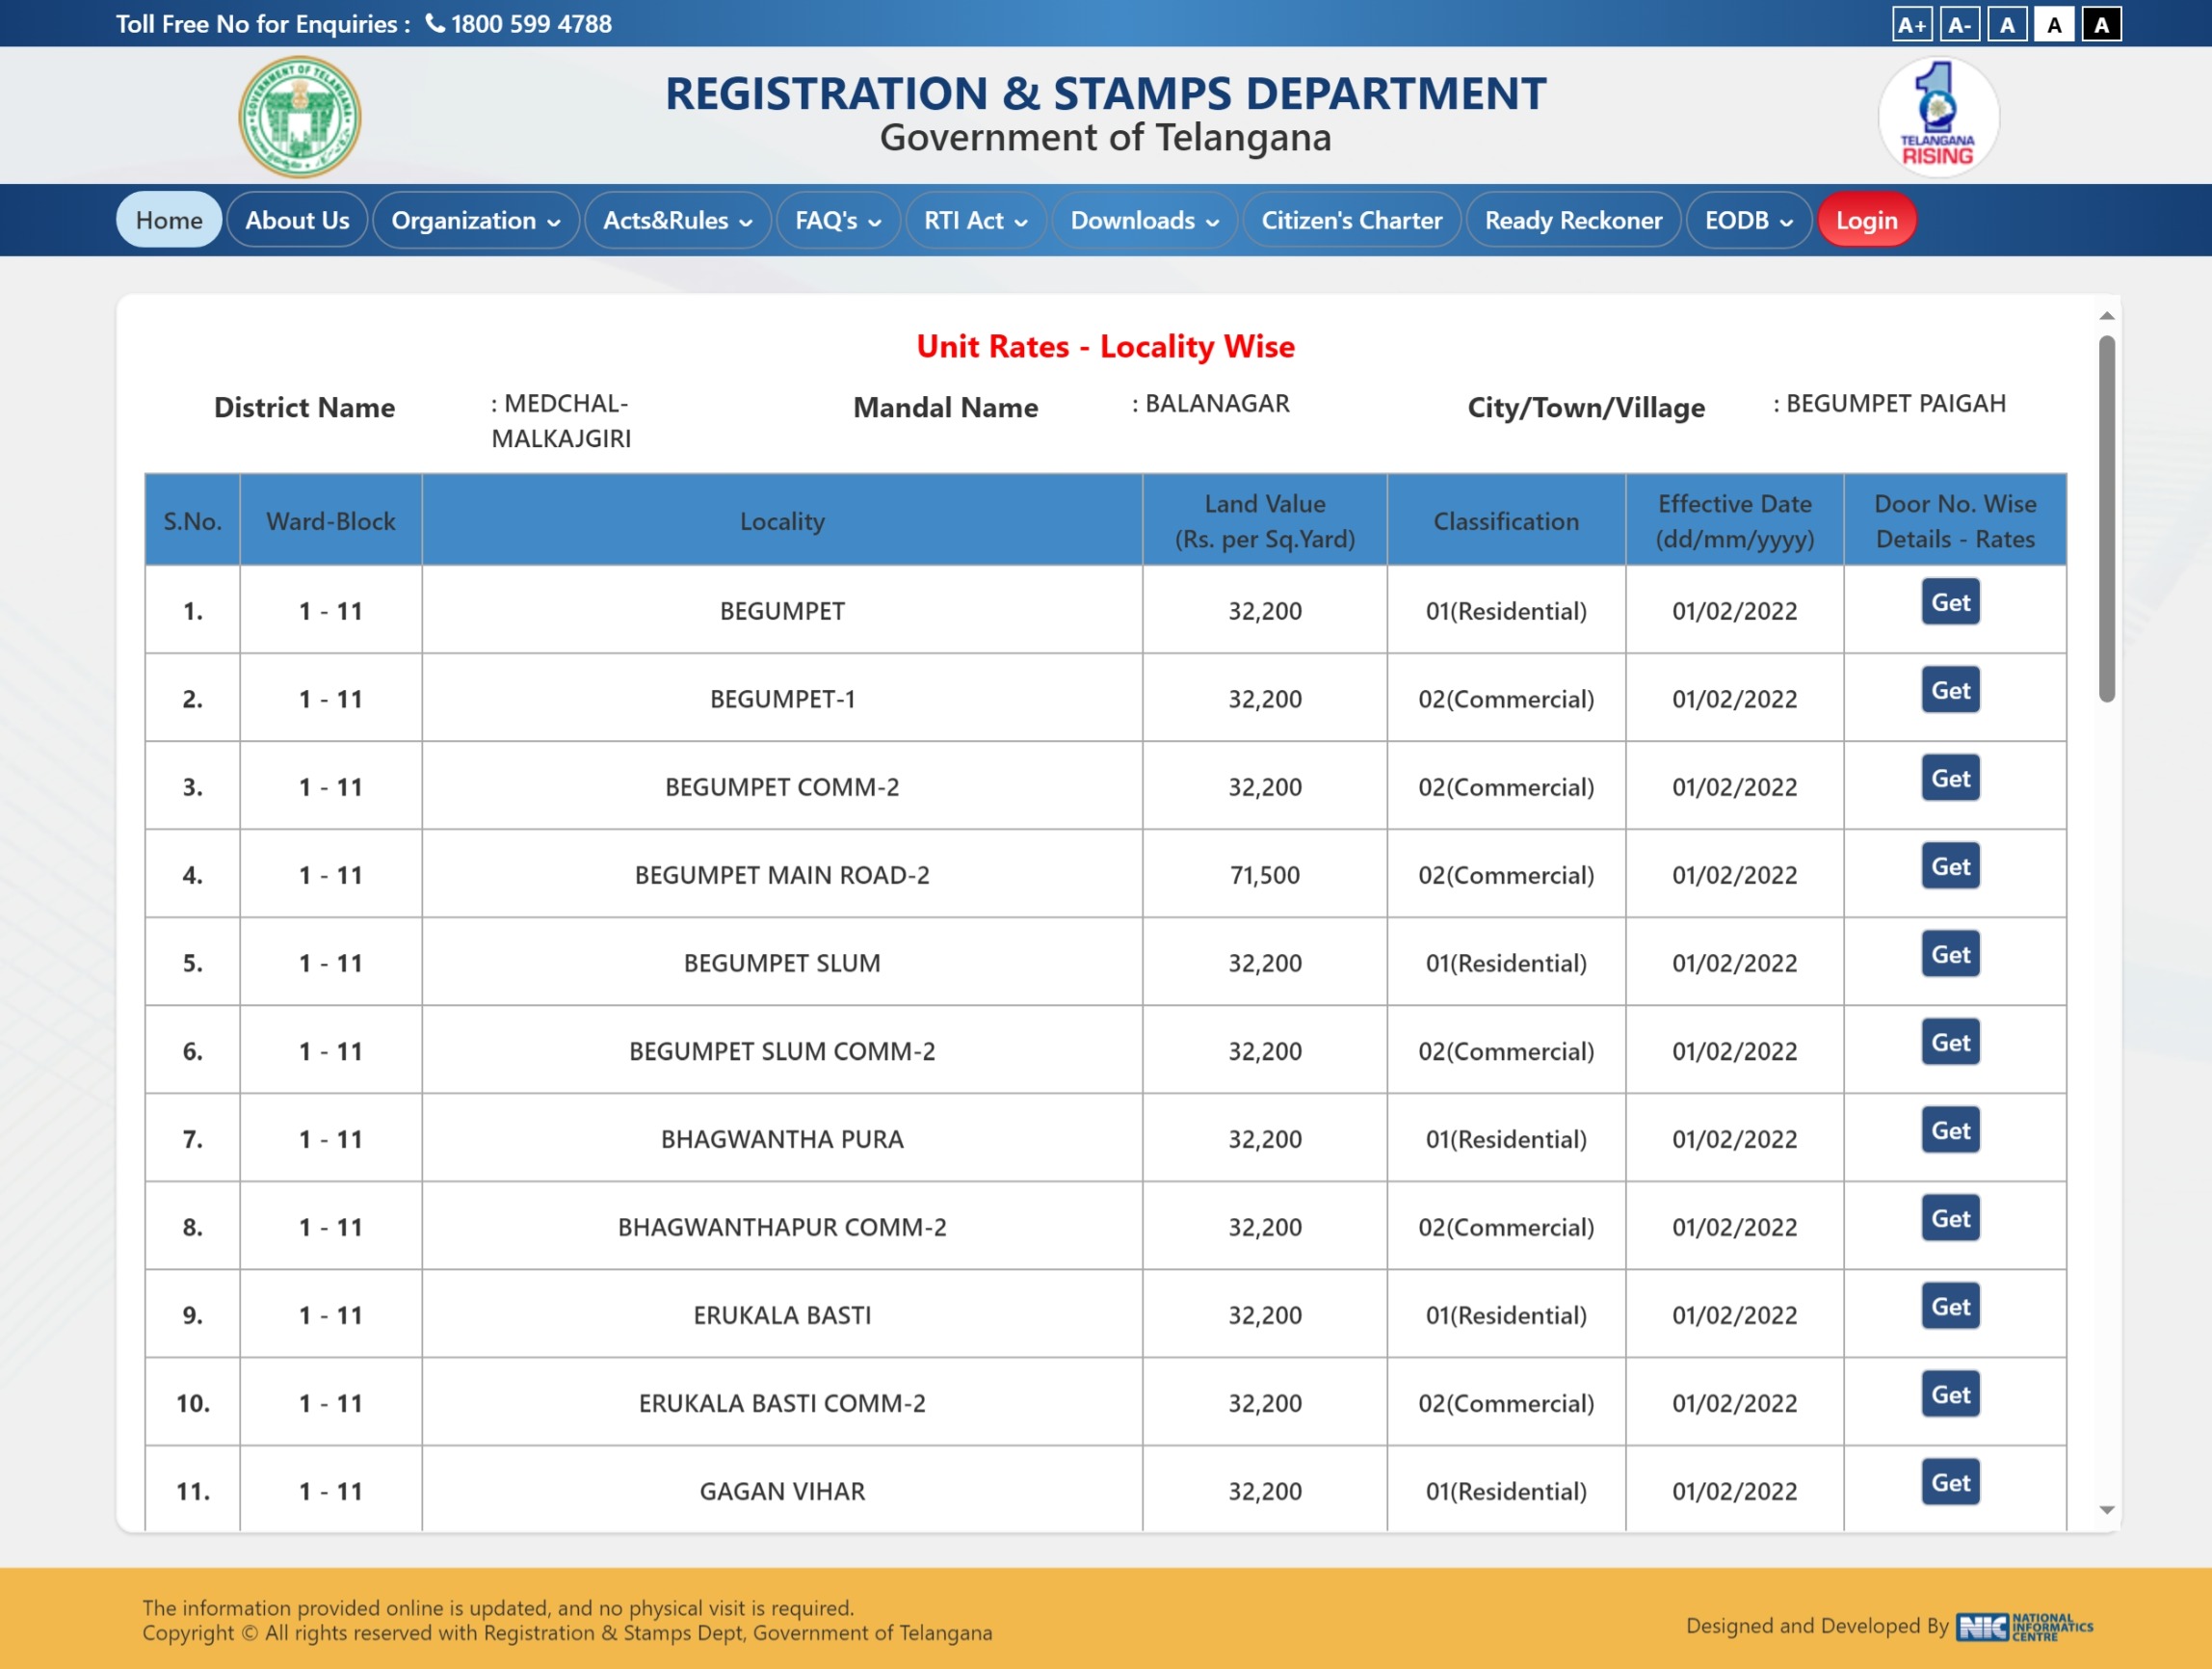 Toll Free No for Enquiries : 1800 599 4788
A+ A- A A A
REGISTRATION & STAMPS DEPARTMENT
Government of Telangana
GOVERNMENT OF TELANGANA
1
TELANGANA
RISING
Home About Us Organization Acts&Rules FAQ's RTI Act Downloads Citizen's Charter Ready Reckoner EODB Login
Unit Rates - Locality Wise
District Name : MEDCHAL-MALKAJGIRI Mandal Name : BALANAGAR City/Town/Village : BEGUMPET PAIGAH
S.No. Ward-Block Locality Land Value (Rs. per Sq.Yard) Classification Effective Date (dd/mm/yyyy) Door No. Wise Details - Rates
1. 1 - 11 BEGUMPET 32,200 01(Residential) 01/02/2022 Get
2. 1 - 11 BEGUMPET-1 32,200 02(Commercial) 01/02/2022 Get
3. 1 - 11 BEGUMPET COMM-2 32,200 02(Commercial) 01/02/2022 Get
4. 1 - 11 BEGUMPET MAIN ROAD-2 71,500 02(Commercial) 01/02/2022 Get
5. 1 - 11 BEGUMPET SLUM 32,200 01(Residential) 01/02/2022 Get
6. 1 - 11 BEGUMPET SLUM COMM-2 32,200 02(Commercial) 01/02/2022 Get
7. 1 - 11 BHAGWANTHA PURA 32,200 01(Residential) 01/02/2022 Get
8. 1 - 11 BHAGWANTHAPUR COMM-2 32,200 02(Commercial) 01/02/2022 Get
9. 1 - 11 ERUKALA BASTI 32,200 01(Residential) 01/02/2022 Get
10. 1 - 11 ERUKALA BASTI COMM-2 32,200 02(Commercial) 01/02/2022 Get
11. 1 - 11 GAGAN VIHAR 32,200 01(Residential) 01/02/2022 Get
The information provided online is updated, and no physical visit is required.
Copyright © All rights reserved with Registration & Stamps Dept, Government of Telangana
Designed and Developed By NIC NATIONAL INFORMATICS CENTRE